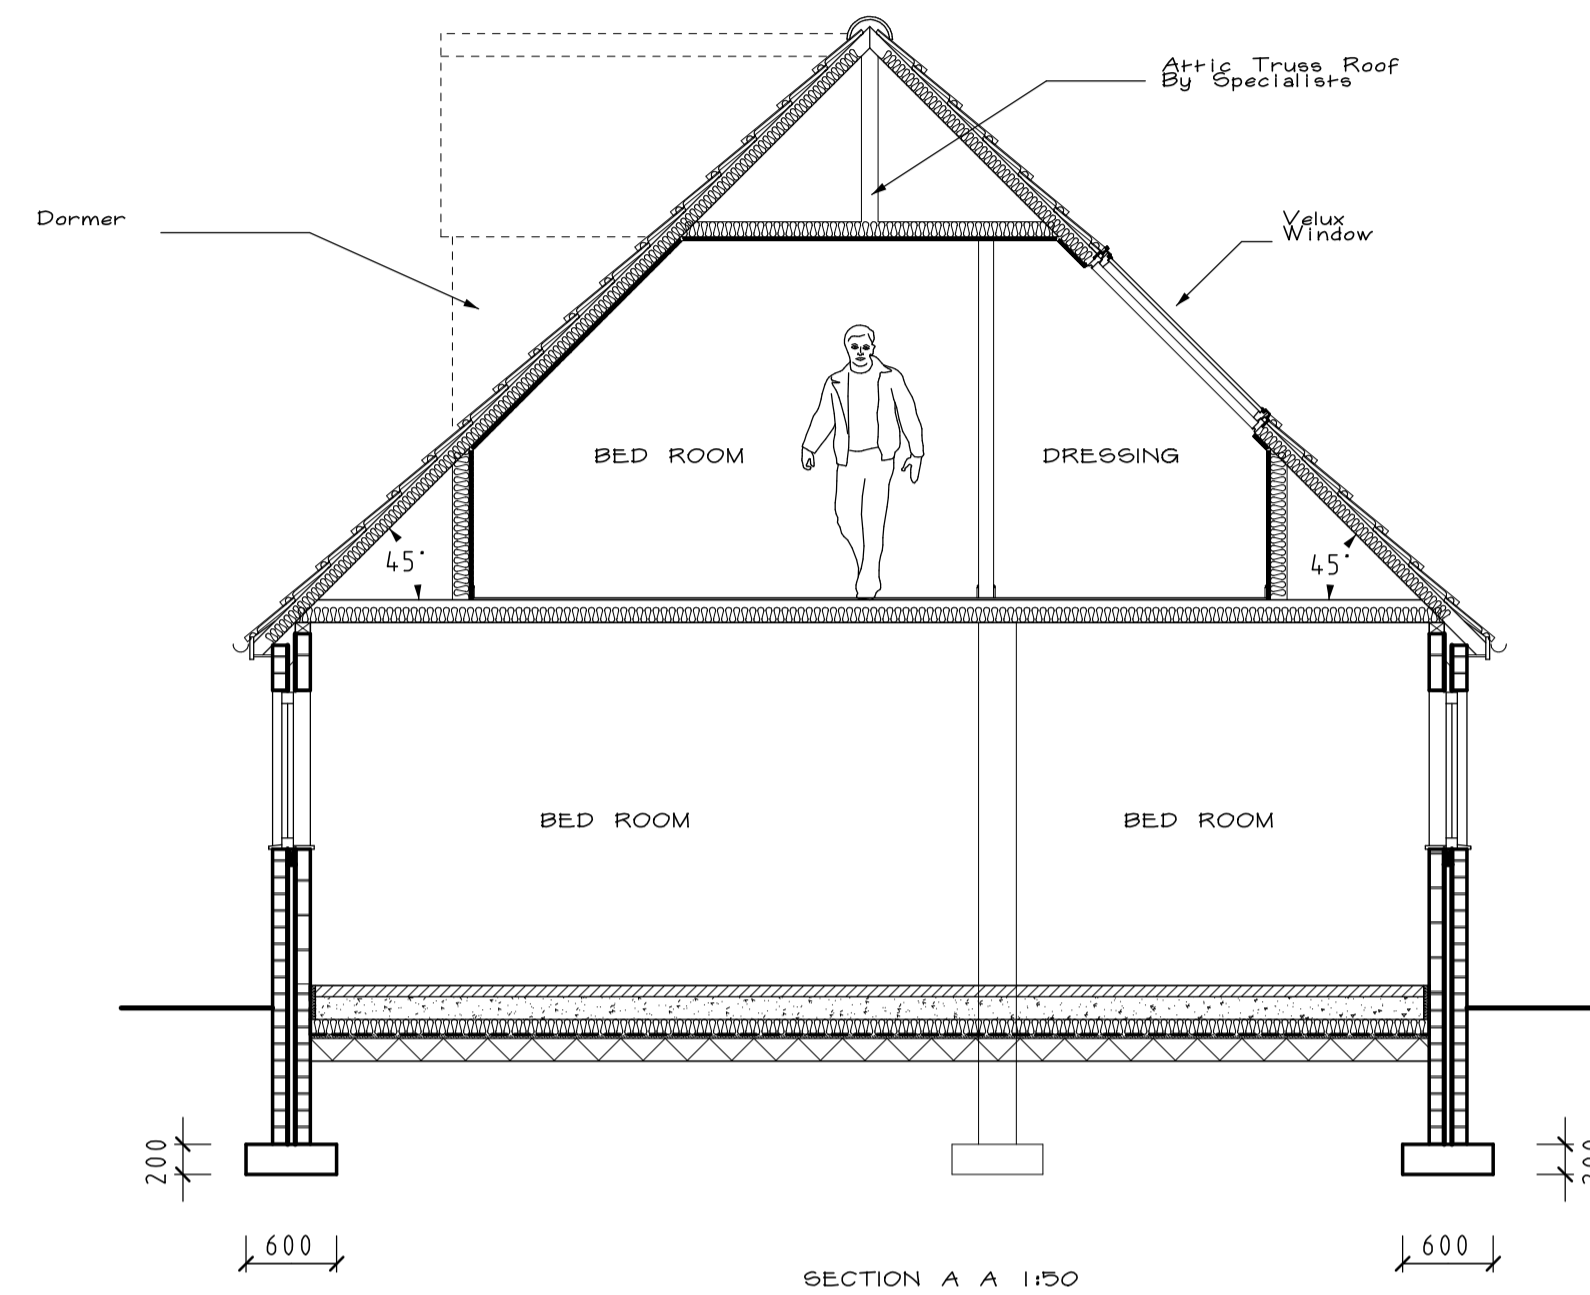 Attic Truss Roof
By Specialists
Dormer
Velux
Window
BED ROOM
DRESSING
45°
45°
BED ROOM
BED ROOM
200
200
600
600
SECTION A A 1:50